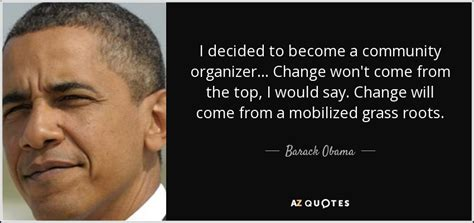 I decided to become a community
organizer... Change won't come from
the top, I would say. Change will
come from a mobilized grass roots.
Barack Obama
AZ QUOTES